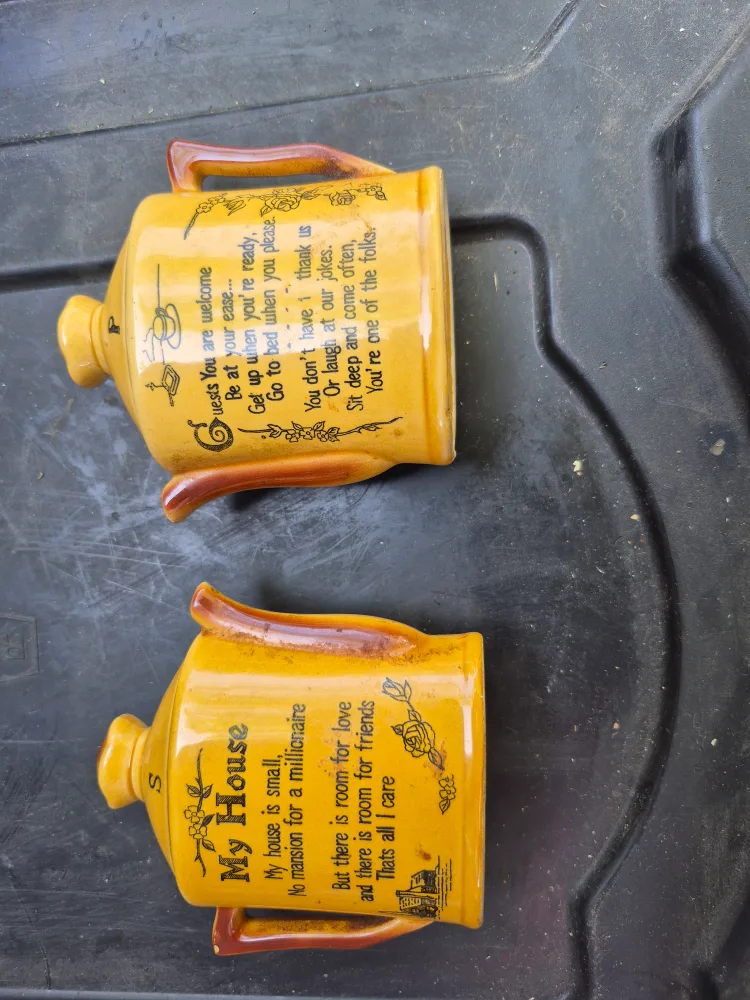 P
Guests You are welcome
Be at your ease...
Get up when you're ready,
Go to bed when you please.
You don't have thank us
Or laugh at our jokes.
Sit deep and come often,
You're one of the folks.
S
My House
My house is small,
No mansion for a millionaire
But there is room for love
and there is room for friends
Thats all I care